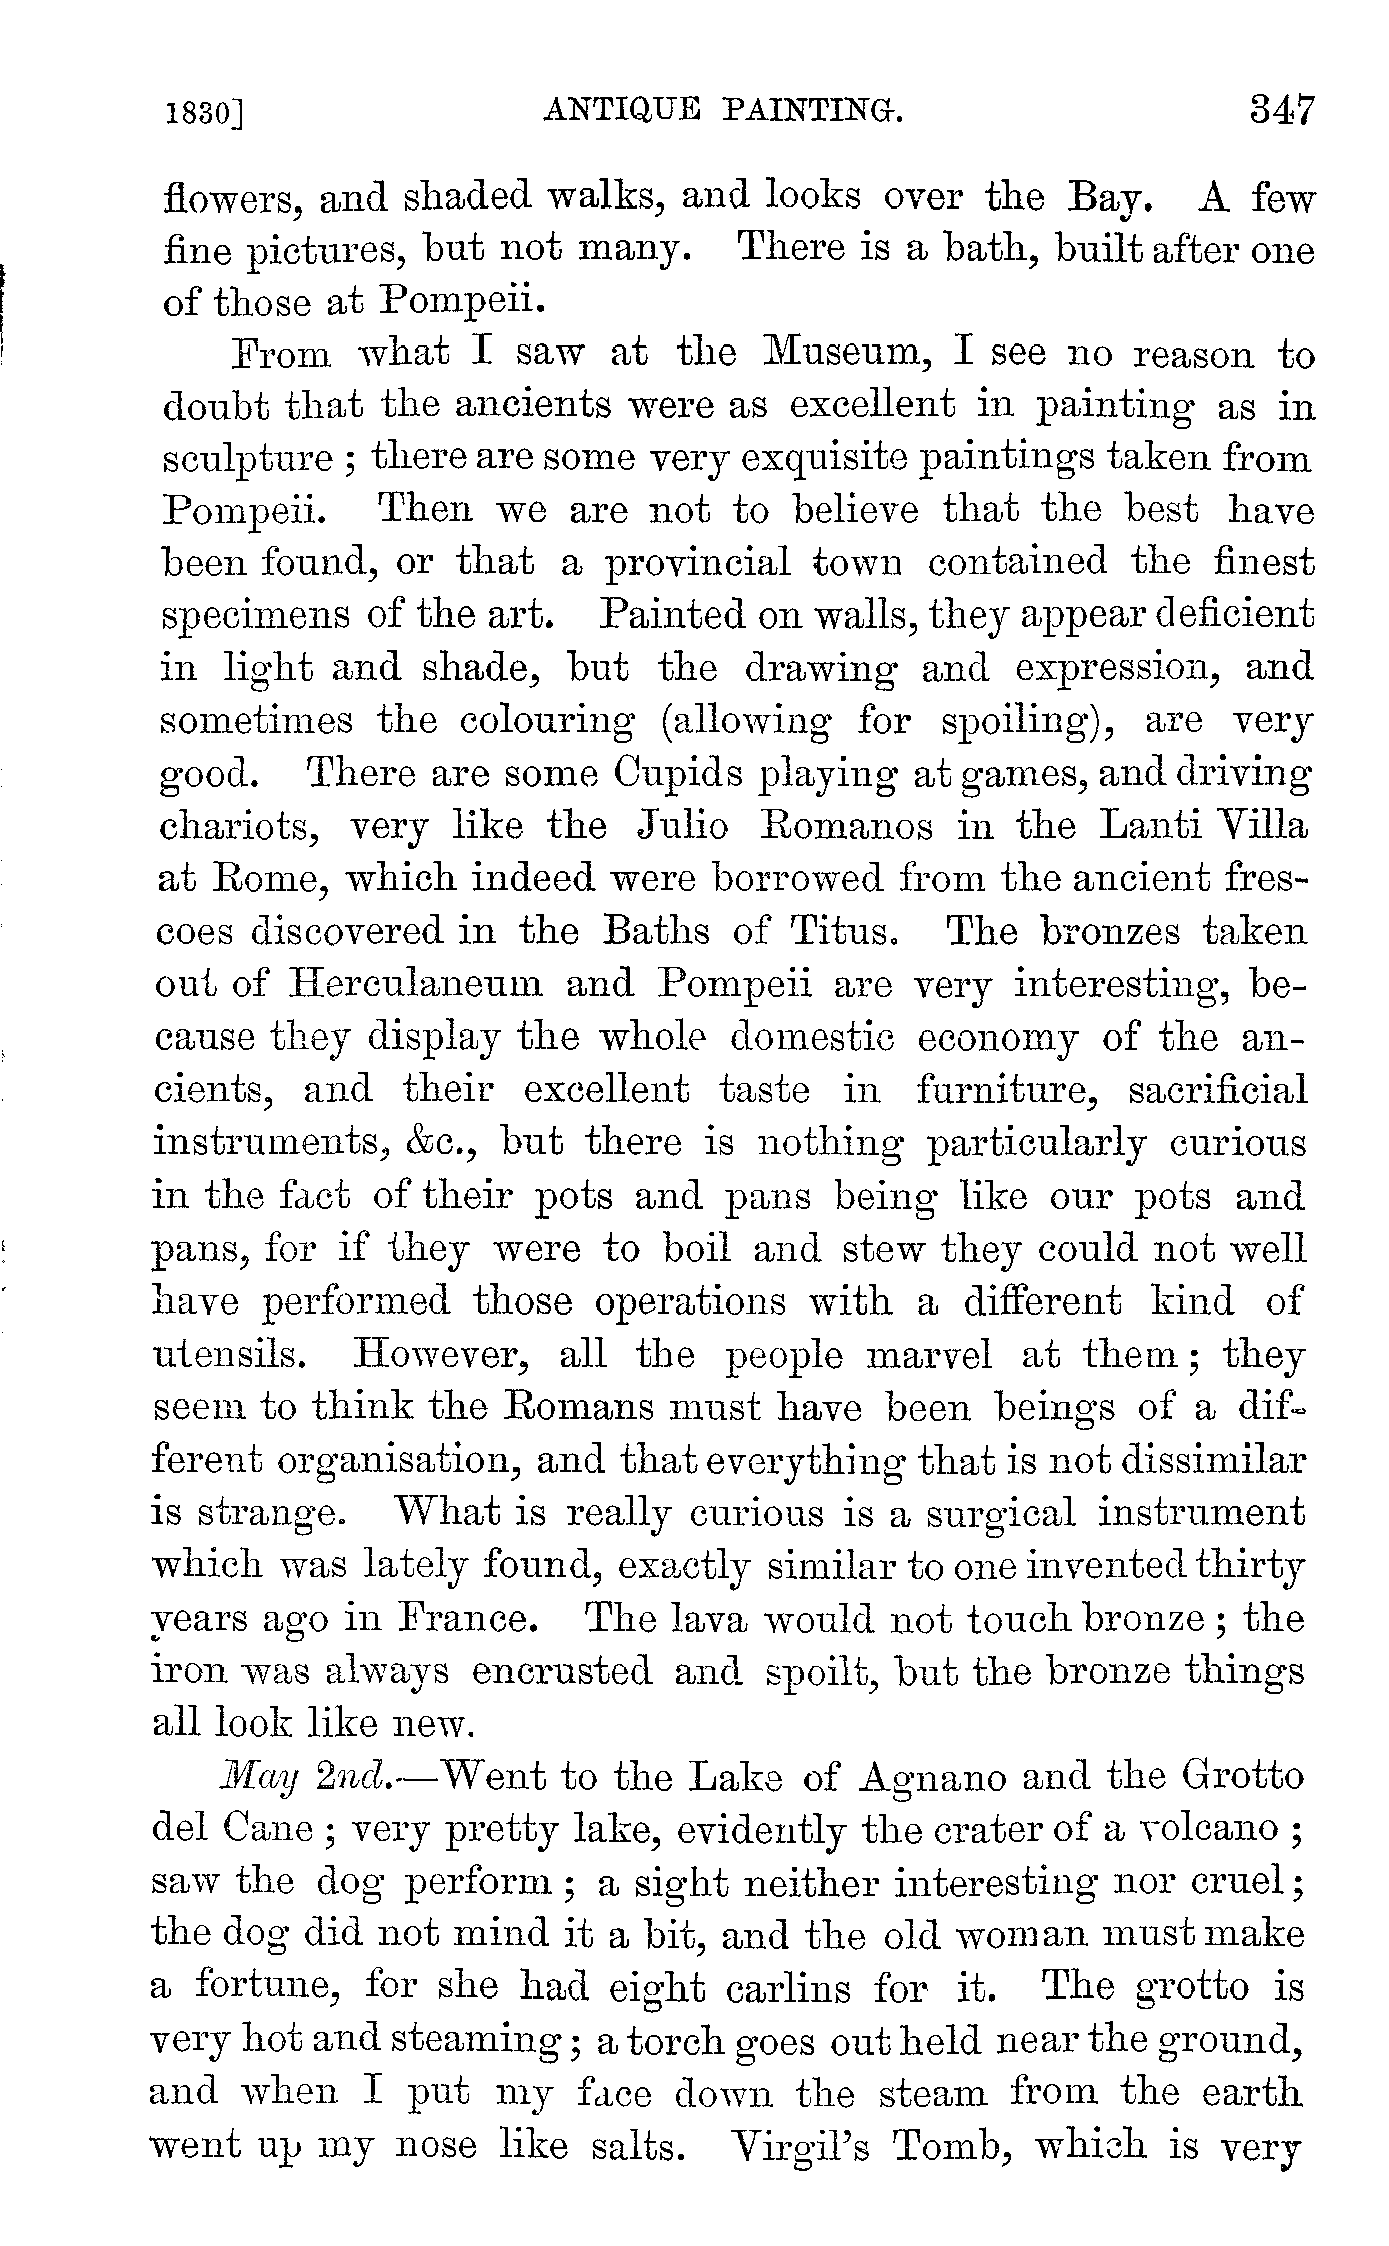 1830] ANTIQUE PAINTING. 347
flowers, and shaded walks, and looks over the Bay. A few
fine pictures, but not many. There is a bath, built after one
of those at Pompeii.
From what I saw at the Museum, I see no reason to
doubt that the ancients were as excellent in painting as in
sculpture ; there are some very exquisite paintings taken from
Pompeii. Then we are not to believe that the best have
been found, or that a provincial town contained the finest
specimens of the art. Painted on walls, they appear deficient
in light and shade, but the drawing and expression, and
sometimes the colouring (allowing for spoiling), are very
good. There are some Cupids playing at games, and driving
chariots, very like the Julio Romanos in the Lanti Villa
at Rome, which indeed were borrowed from the ancient fres-
coes discovered in the Baths of Titus. The bronzes taken
out of Herculaneum and Pompeii are very interesting, be-
cause they display the whole domestic economy of the an-
cients, and their excellent taste in furniture, sacrificial
instruments, &c., but there is nothing particularly curious
in the fact of their pots and pans being like our pots and
pans, for if they were to boil and stew they could not well
have performed those operations with a different kind of
utensils. However, all the people marvel at them ; they
seem to think the Romans must have been beings of a dif-
ferent organisation, and that everything that is not dissimilar
is strange. What is really curious is a surgical instrument
which was lately found, exactly similar to one invented thirty
years ago in France. The lava would not touch bronze ; the
iron was always encrusted and spoilt, but the bronze things
all look like new.
May 2nd.—Went to the Lake of Agnano and the Grotto
del Cane ; very pretty lake, evidently the crater of a volcano ;
saw the dog perform ; a sight neither interesting nor cruel ;
the dog did not mind it a bit, and the old woman must make
a fortune, for she had eight carlins for it. The grotto is
very hot and steaming ; a torch goes out held near the ground,
and when I put my face down the steam from the earth
went up my nose like salts. Virgil's Tomb, which is very